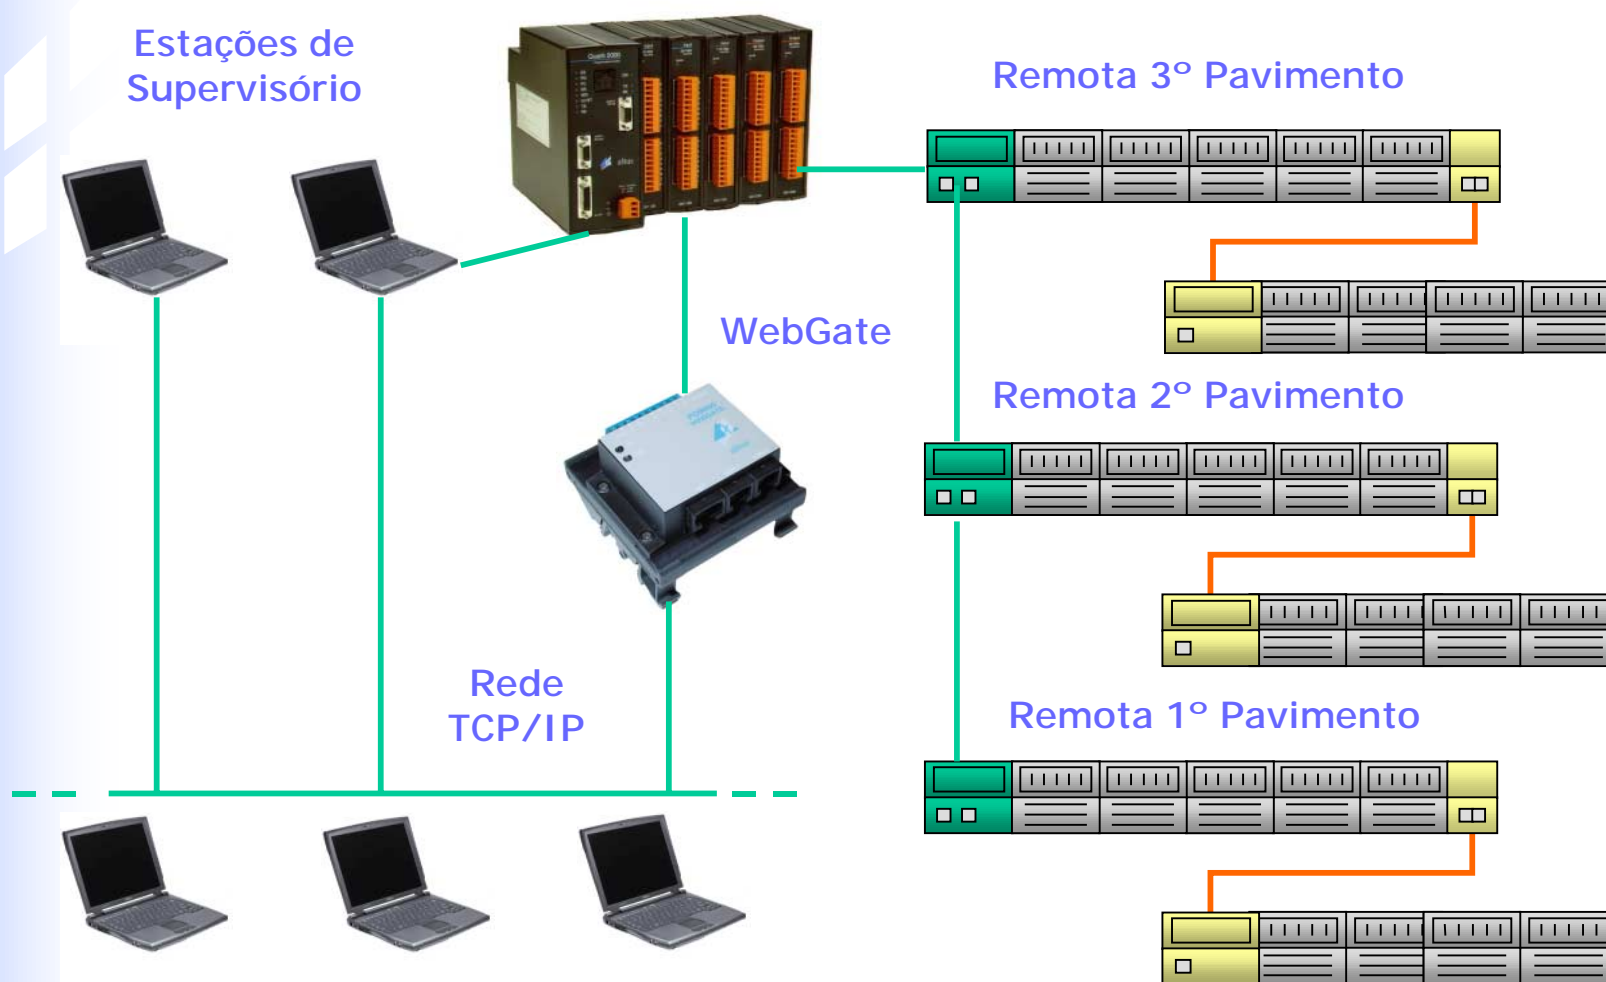 Estações de
Supervisório
Remota 3º Pavimento
WebGate
Remota 2º Pavimento
Rede
TCP/IP
Remota 1º Pavimento